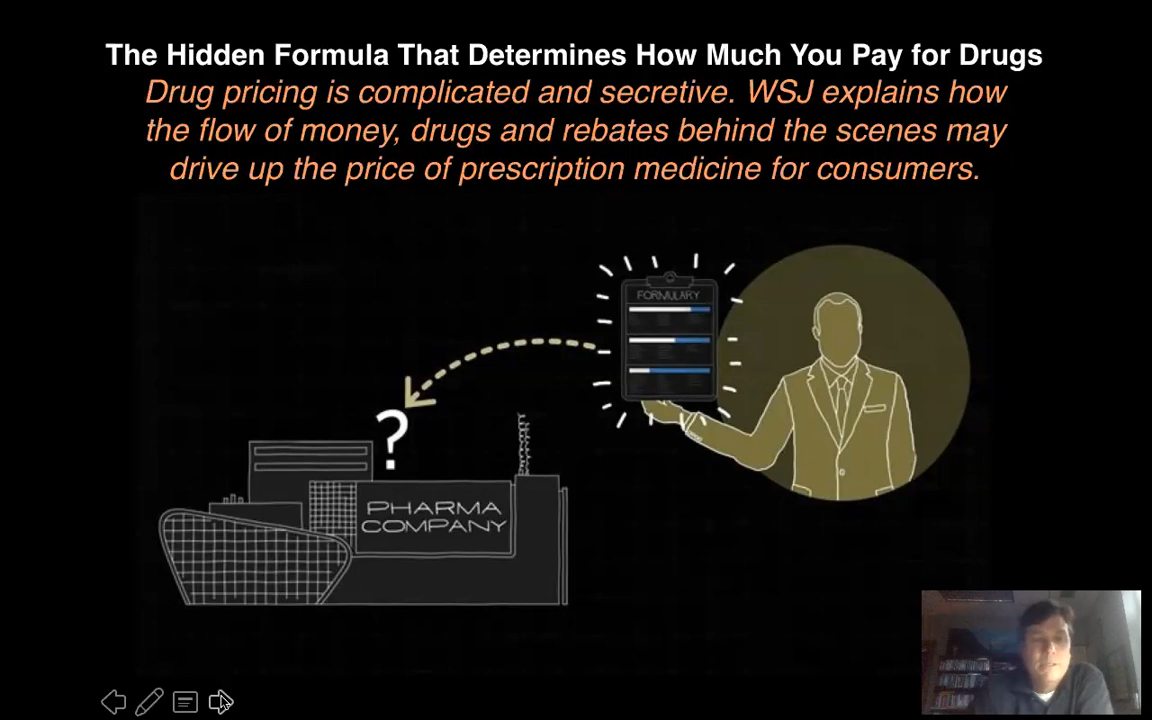 The Hidden Formula That Determines How Much You Pay for Drugs
Drug pricing is complicated and secretive. WSJ explains how
the flow of money, drugs and rebates behind the scenes may
drive up the price of prescription medicine for consumers.
FORMULARY
?
PHARMA
COMPANY